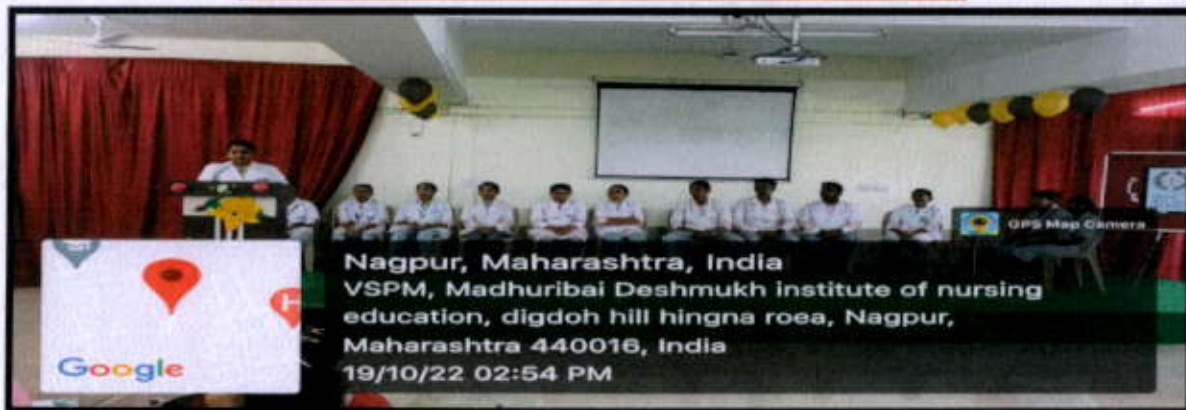 GPS Map Camera
Nagpur, Maharashtra, India
VSPM, Madhuribai Deshmukh institute of nursing
education, digdoh hill hingna roea, Nagpur,
Maharashtra 440016, India
19/10/22 02:54 PM
H
Google